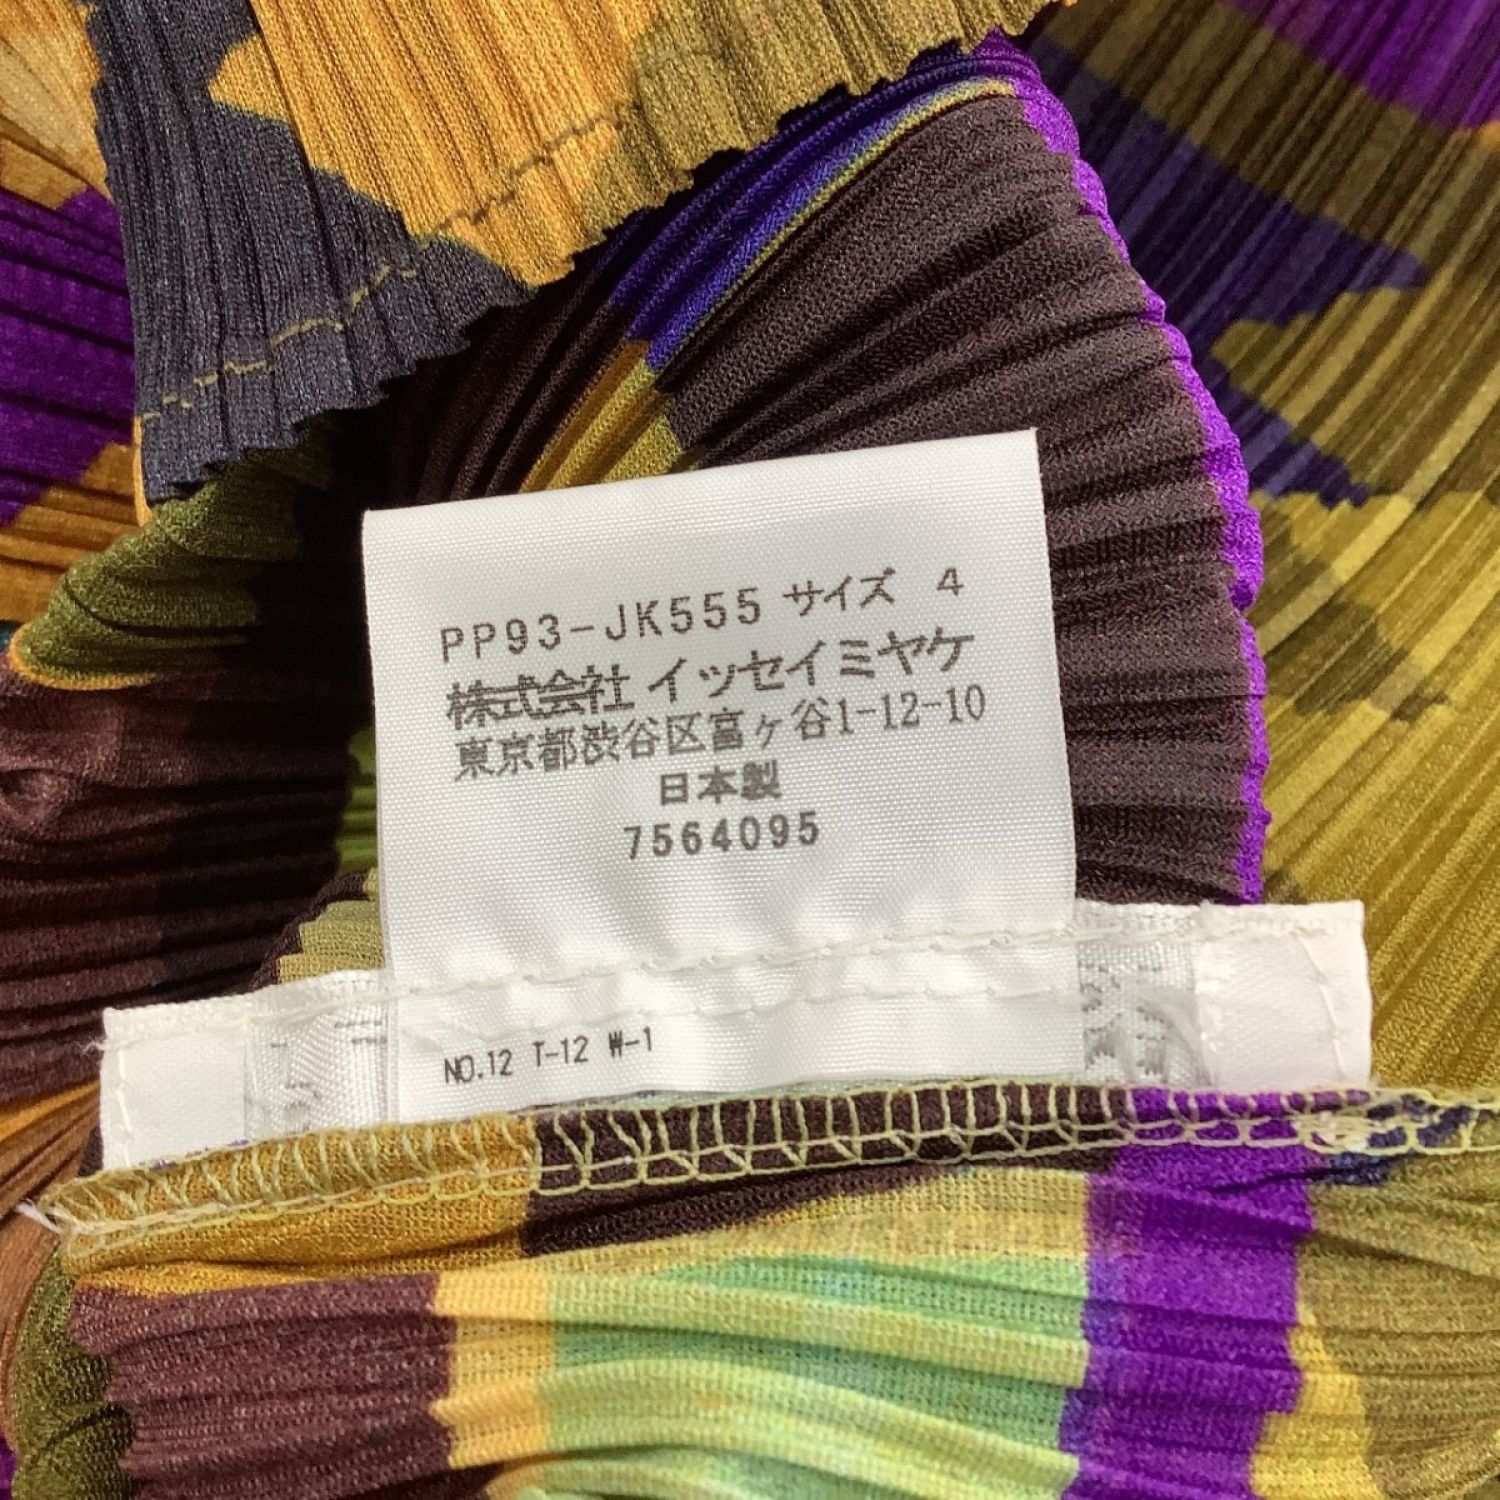 PP93-JK555 サイズ 4
株式会社 イッセイミヤケ
東京都渋谷区富ヶ谷1-12-10
日本製
7564095
NO.12 T-12 W-1